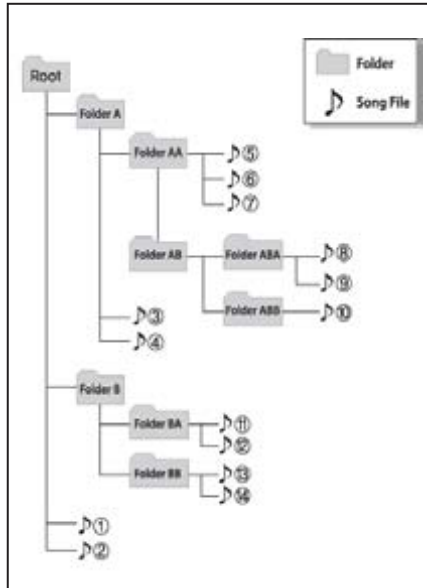 Folder
Root
Song File
Folder A
Folder AA
⑤
⑥
⑦
Folder AB
Folder ABA
⑧
⑨
Folder ABB
⑩
③
④
Folder B
Folder BA
⑪
⑫
Folder BB
⑬
⑭
①
②